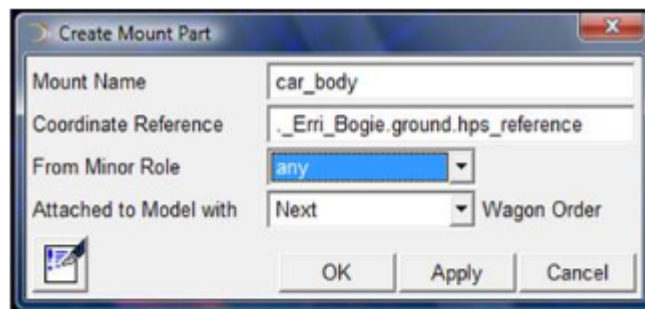 Create Mount Part
Mount Name car_body
Coordinate Reference ._Erri_Bogie.ground.hps_reference
From Minor Role any
Attached to Model with Next Wagon Order
OK Apply Cancel